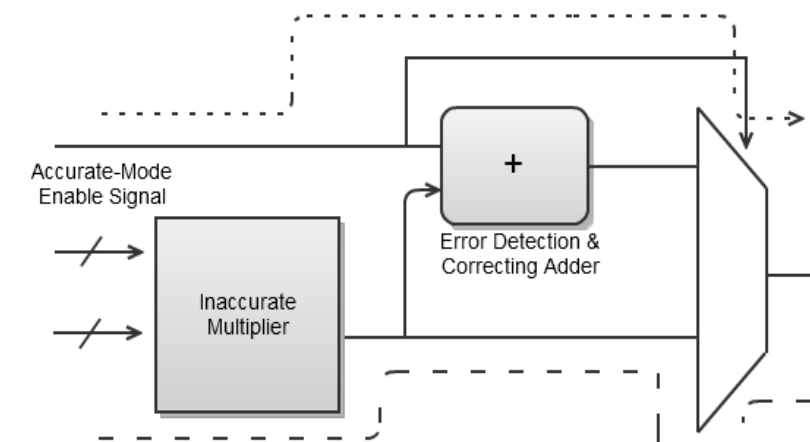 Accurate-Mode
Enable Signal
+
Error Detection &
Correcting Adder
Inaccurate
Multiplier